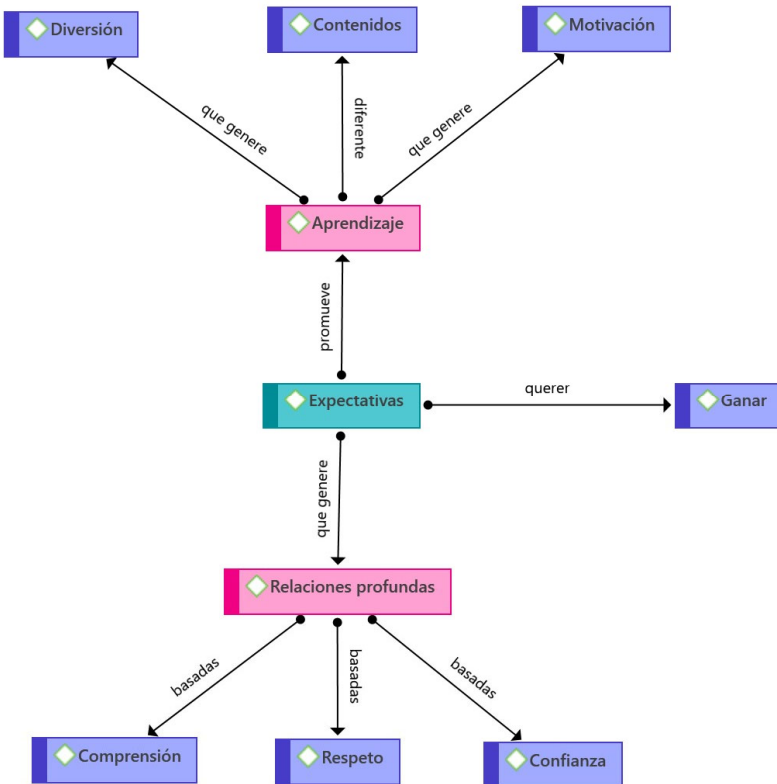 Diversión
Contenidos
Motivación
que genere
diferente
que genere
Aprendizaje
promueve
Expectativas
querer
Ganar
que genere
Relaciones profundas
basadas
basadas
basadas
Comprensión
Respeto
Confianza